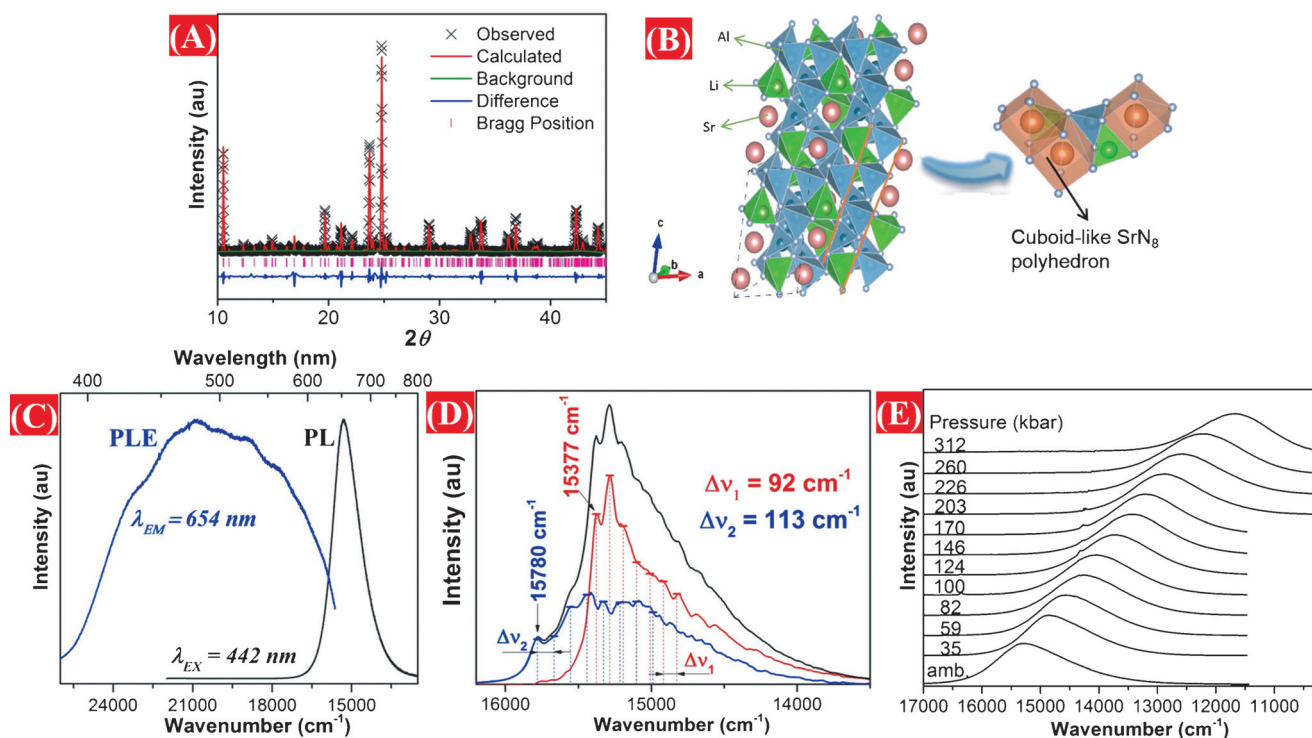 (A)
Observed
Calculated
Background
Difference
Bragg Position
Intensity (au)
10 20 30 40
2θ
(B)
Al
Li
Sr
c
b
a
Cuboid-like SrN8
polyhedron
Wavelength (nm)
400 500 600 700 800
(C)
PLE
PL
λEM = 654 nm
λEX = 442 nm
Intensity (au)
24000 21000 18000 15000
Wavenumber (cm-1)
(D)
15780 cm-1
15377 cm-1
Δν1 = 92 cm-1
Δν2 = 113 cm-1
Δν2
Δν1
Intensity (au)
16000 15000 14000
Wavenumber (cm-1)
(E)
Pressure (kbar)
312
260
226
203
170
146
124
100
82
59
35
amb.
Intensity (au)
17000 16000 15000 14000 13000 12000 11000
Wavenumber (cm-1)